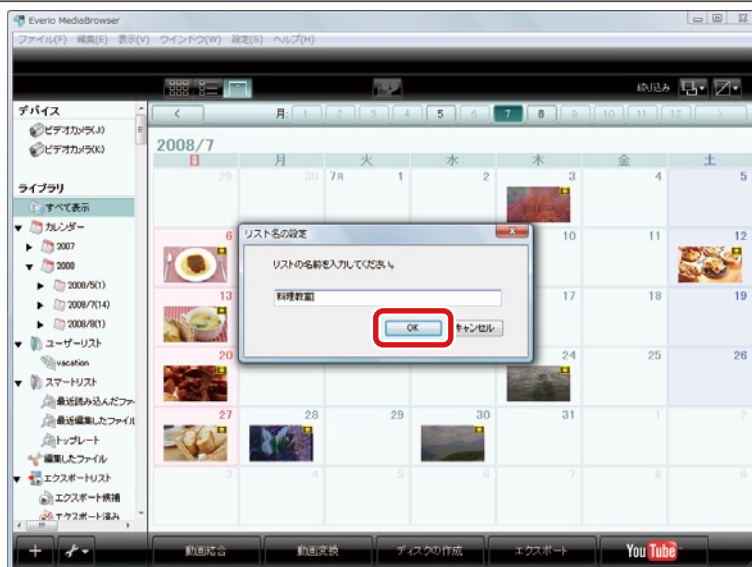 Everio MediaBrowser
ファイル(F) 編集(E) 表示(V) ウインドウ(W) 設定(S) ヘルプ(H)
絞り込み
デバイス
ビデオカメラ(J)
ビデオカメラ(K)
ライブラリ
すべて表示
カレンダー
2007
2008
2008/5(1)
2008/7(14)
2008/8(1)
ユーザーリスト
vacation
スマートリスト
最近読み込んだファ
最近編集したファイル
トップレート
編集したファイル
エクスポートリスト
エクスポート候補
エクスポート済み
月: 1 2 3 4 5 6 7 8 9 10 11 12
2008/7
日 月 火 水 木 金 土
28 30 7月 1 2 3 4 5
6 10 11 12
13 17 18 19
20 24 25 26
27 28 29 30 31 1 2
3 4 5 6 7 8 9
リスト名の設定
リストの名前を入力してください。
料理教室
OK キャンセル
動画結合 動画変換 ディスクの作成 エクスポート YouTube